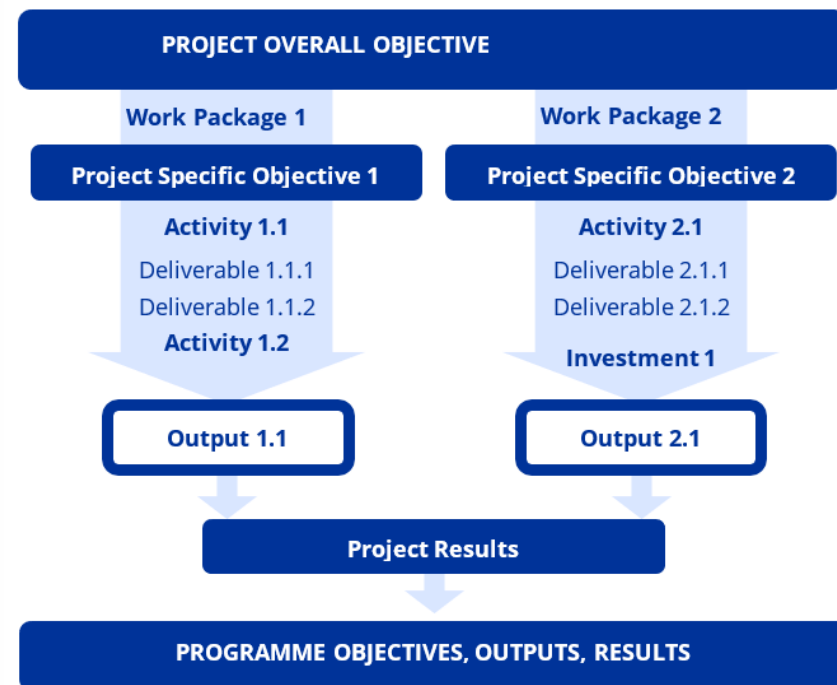 PROJECT OVERALL OBJECTIVE
Work Package 1
Project Specific Objective 1
Activity 1.1
Deliverable 1.1.1
Deliverable 1.1.2
Activity 1.2
Output 1.1
Work Package 2
Project Specific Objective 2
Activity 2.1
Deliverable 2.1.1
Deliverable 2.1.2
Investment 1
Output 2.1
Project Results
PROGRAMME OBJECTIVES, OUTPUTS, RESULTS